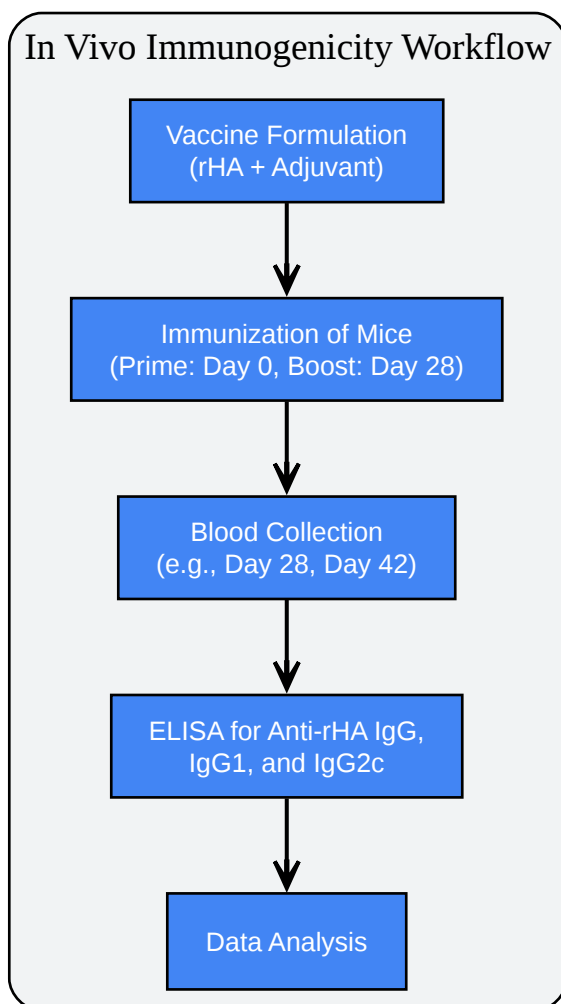 In Vivo Immunogenicity Workflow
Vaccine Formulation
(rHA + Adjuvant)
Immunization of Mice
(Prime: Day 0, Boost: Day 28)
Blood Collection
(e.g., Day 28, Day 42)
ELISA for Anti-rHA IgG,
IgG1, and IgG2c
Data Analysis